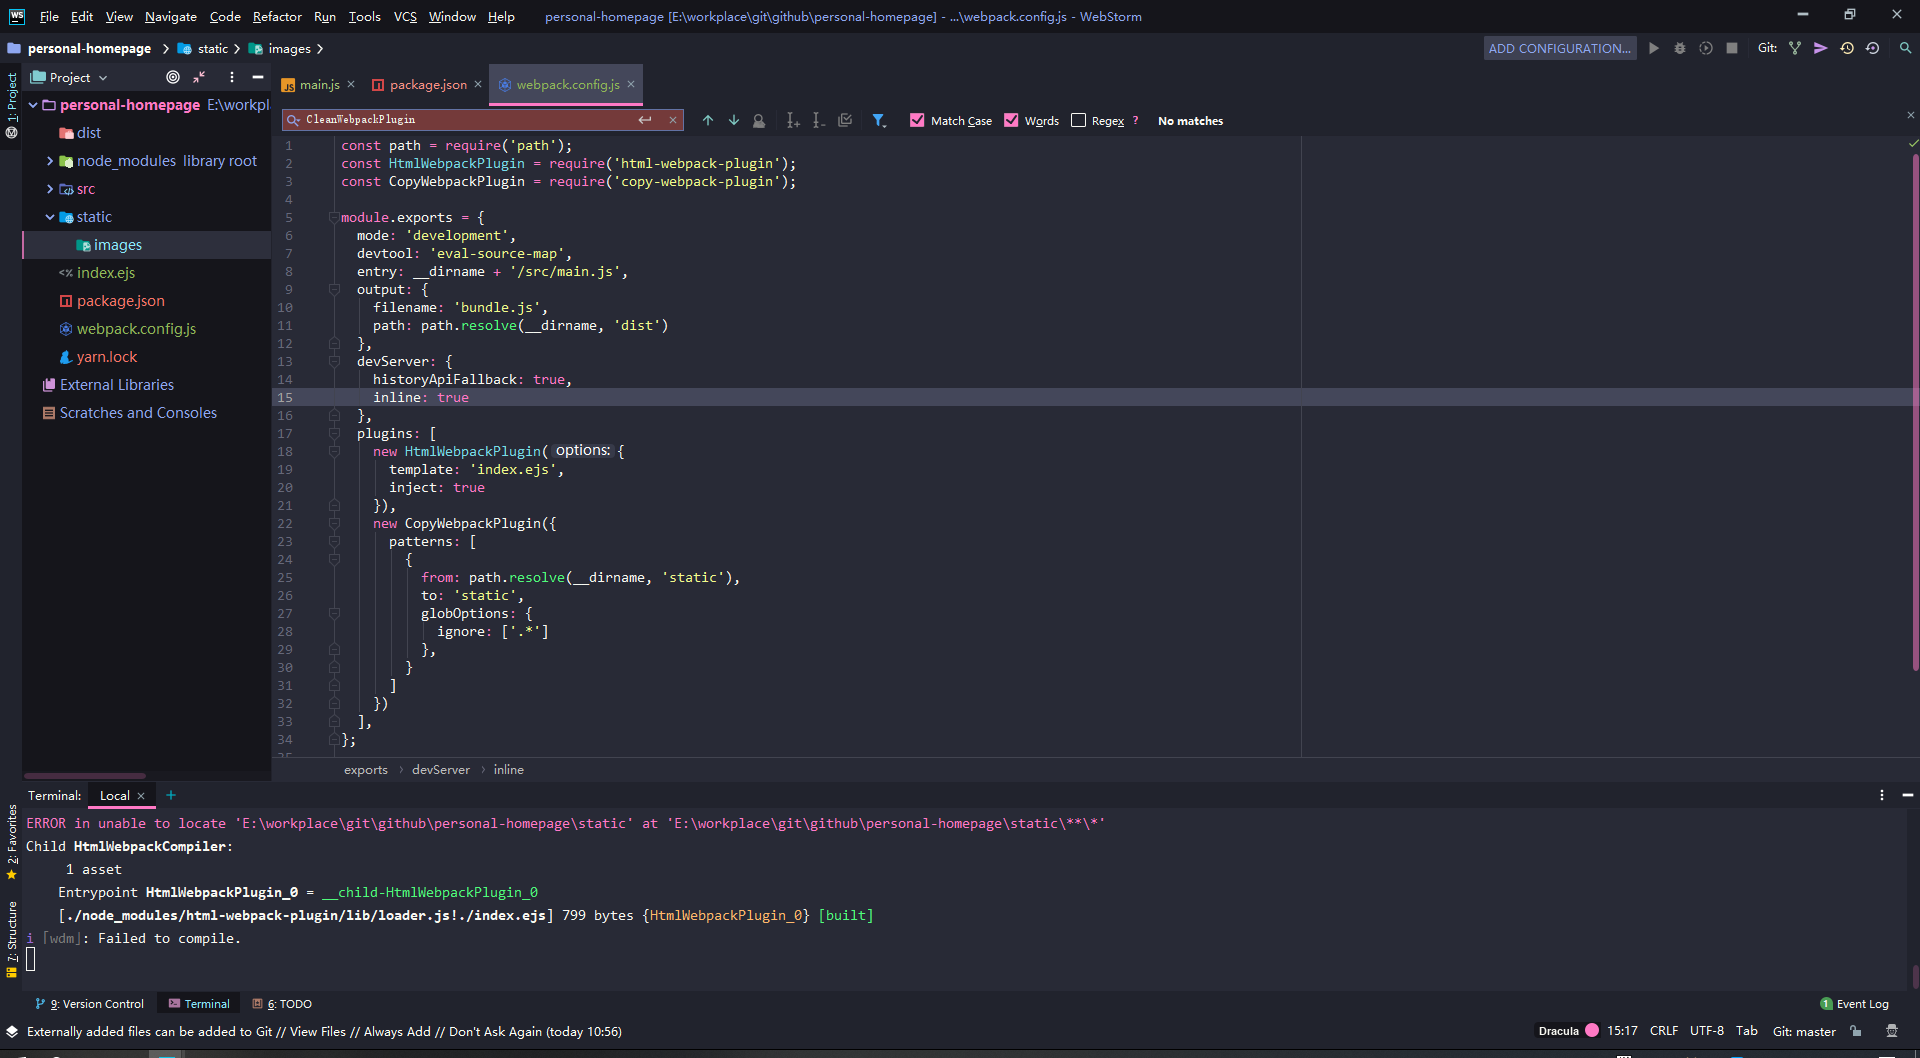 WS File Edit View Navigate Code Refactor Run Tools VCS Window Help personal-homepage [E:\workplace\git\github\personal-homepage] - ...\webpack.config.js - WebStorm
personal-homepage static images ADD CONFIGURATION... Git:
1: Project
Project
personal-homepage E:\workpl
dist
node_modules library root
src
static
images
index.ejs
package.json
webpack.config.js
yarn.lock
External Libraries
Scratches and Consoles
main.js package.json webpack.config.js
CleanWebpackPlugin Match Case Words Regex ? No matches
1 const path = require('path');
2 const HtmlWebpackPlugin = require('html-webpack-plugin');
3 const CopyWebpackPlugin = require('copy-webpack-plugin');
4
5 module.exports = {
6 mode: 'development',
7 devtool: 'eval-source-map',
8 entry: __dirname + '/src/main.js',
9 output: {
10 filename: 'bundle.js',
11 path: path.resolve(__dirname, 'dist')
12 },
13 devServer: {
14 historyApiFallback: true,
15 inline: true
16 },
17 plugins: [
18 new HtmlWebpackPlugin( options: {
19 template: 'index.ejs',
20 inject: true
21 }),
22 new CopyWebpackPlugin({
23 patterns: [
24 {
25 from: path.resolve(__dirname, 'static'),
26 to: 'static',
27 globOptions: {
28 ignore: ['.*']
29 },
30 }
31 ]
32 })
33 ],
34 };
35
exports devServer inline
Terminal: Local
ERROR in unable to locate 'E:\workplace\git\github\personal-homepage\static' at 'E:\workplace\git\github\personal-homepage\static\**\*'
Child HtmlWebpackCompiler:
1 asset
Entrypoint HtmlWebpackPlugin_0 = __child-HtmlWebpackPlugin_0
[./node_modules/html-webpack-plugin/lib/loader.js!./index.ejs] 799 bytes {HtmlWebpackPlugin_0} [built]
i ｢wdm｣: Failed to compile.
2: Favorites
7: Structure
9: Version Control Terminal 6: TODO 1 Event Log
Externally added files can be added to Git // View Files // Always Add // Don't Ask Again (today 10:56) Dracula 15:17 CRLF UTF-8 Tab Git: master